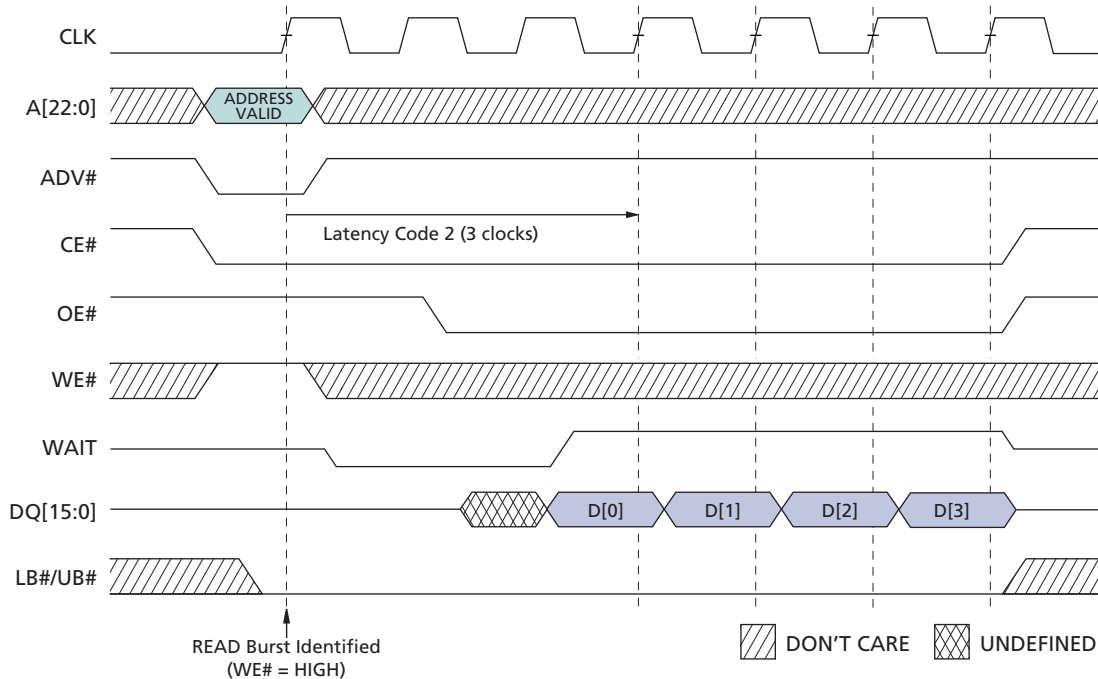 CLK
A[22:0]
ADDRESS
VALID
ADV#
Latency Code 2 (3 clocks)
CE#
OE#
WE#
WAIT
DQ[15:0]
D[0]
D[1]
D[2]
D[3]
LB#/UB#
READ Burst Identified
(WE# = HIGH)
DON'T CARE
UNDEFINED